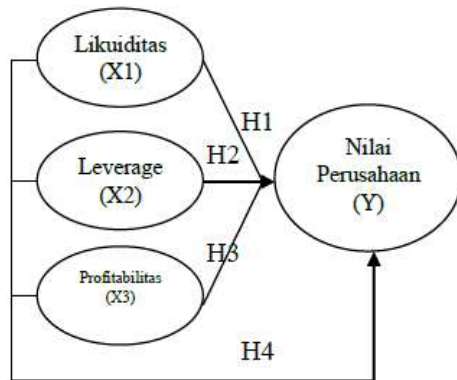 Likuiditas
(X1)
H1
H2
Leverage
(X2)
Nilai
Perusahaan
(Y)
H3
Profitabilitas
(X3)
H4